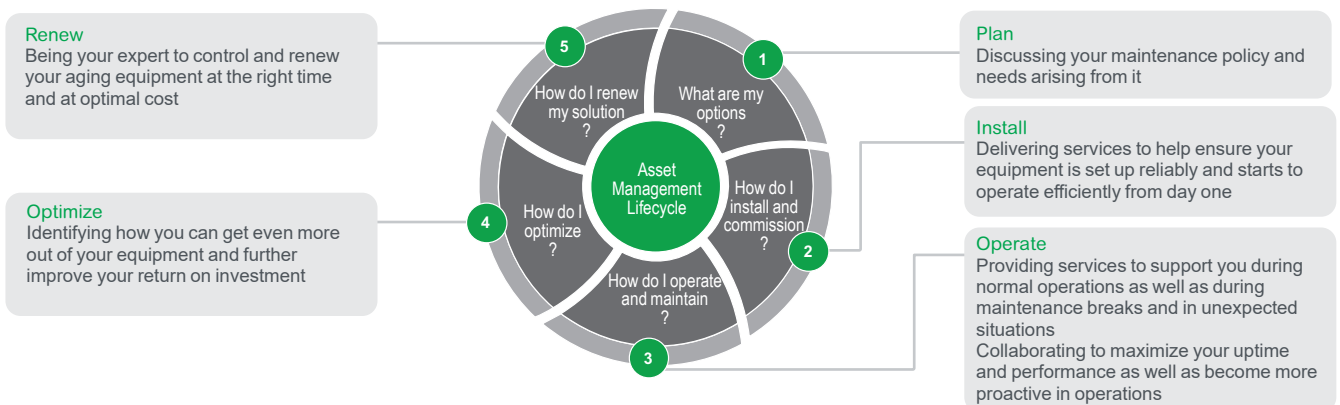 Renew
Being your expert to control and renew
your aging equipment at the right time
and at optimal cost
Optimize
Identifying how you can get even more
out of your equipment and further
improve your return on investment
5
How do I renew
my solution
?
1
What are my
options
?
Asset
Management
Lifecycle
How do I
install and
commission
?
2
4
How do I
optimize
?
How do I operate
and maintain
?
3
Plan
Discussing your maintenance policy and
needs arising from it
Install
Delivering services to help ensure your
equipment is set up reliably and starts to
operate efficiently from day one
Operate
Providing services to support you during
normal operations as well as during
maintenance breaks and in unexpected
situations
Collaborating to maximize your uptime
and performance as well as become more
proactive in operations